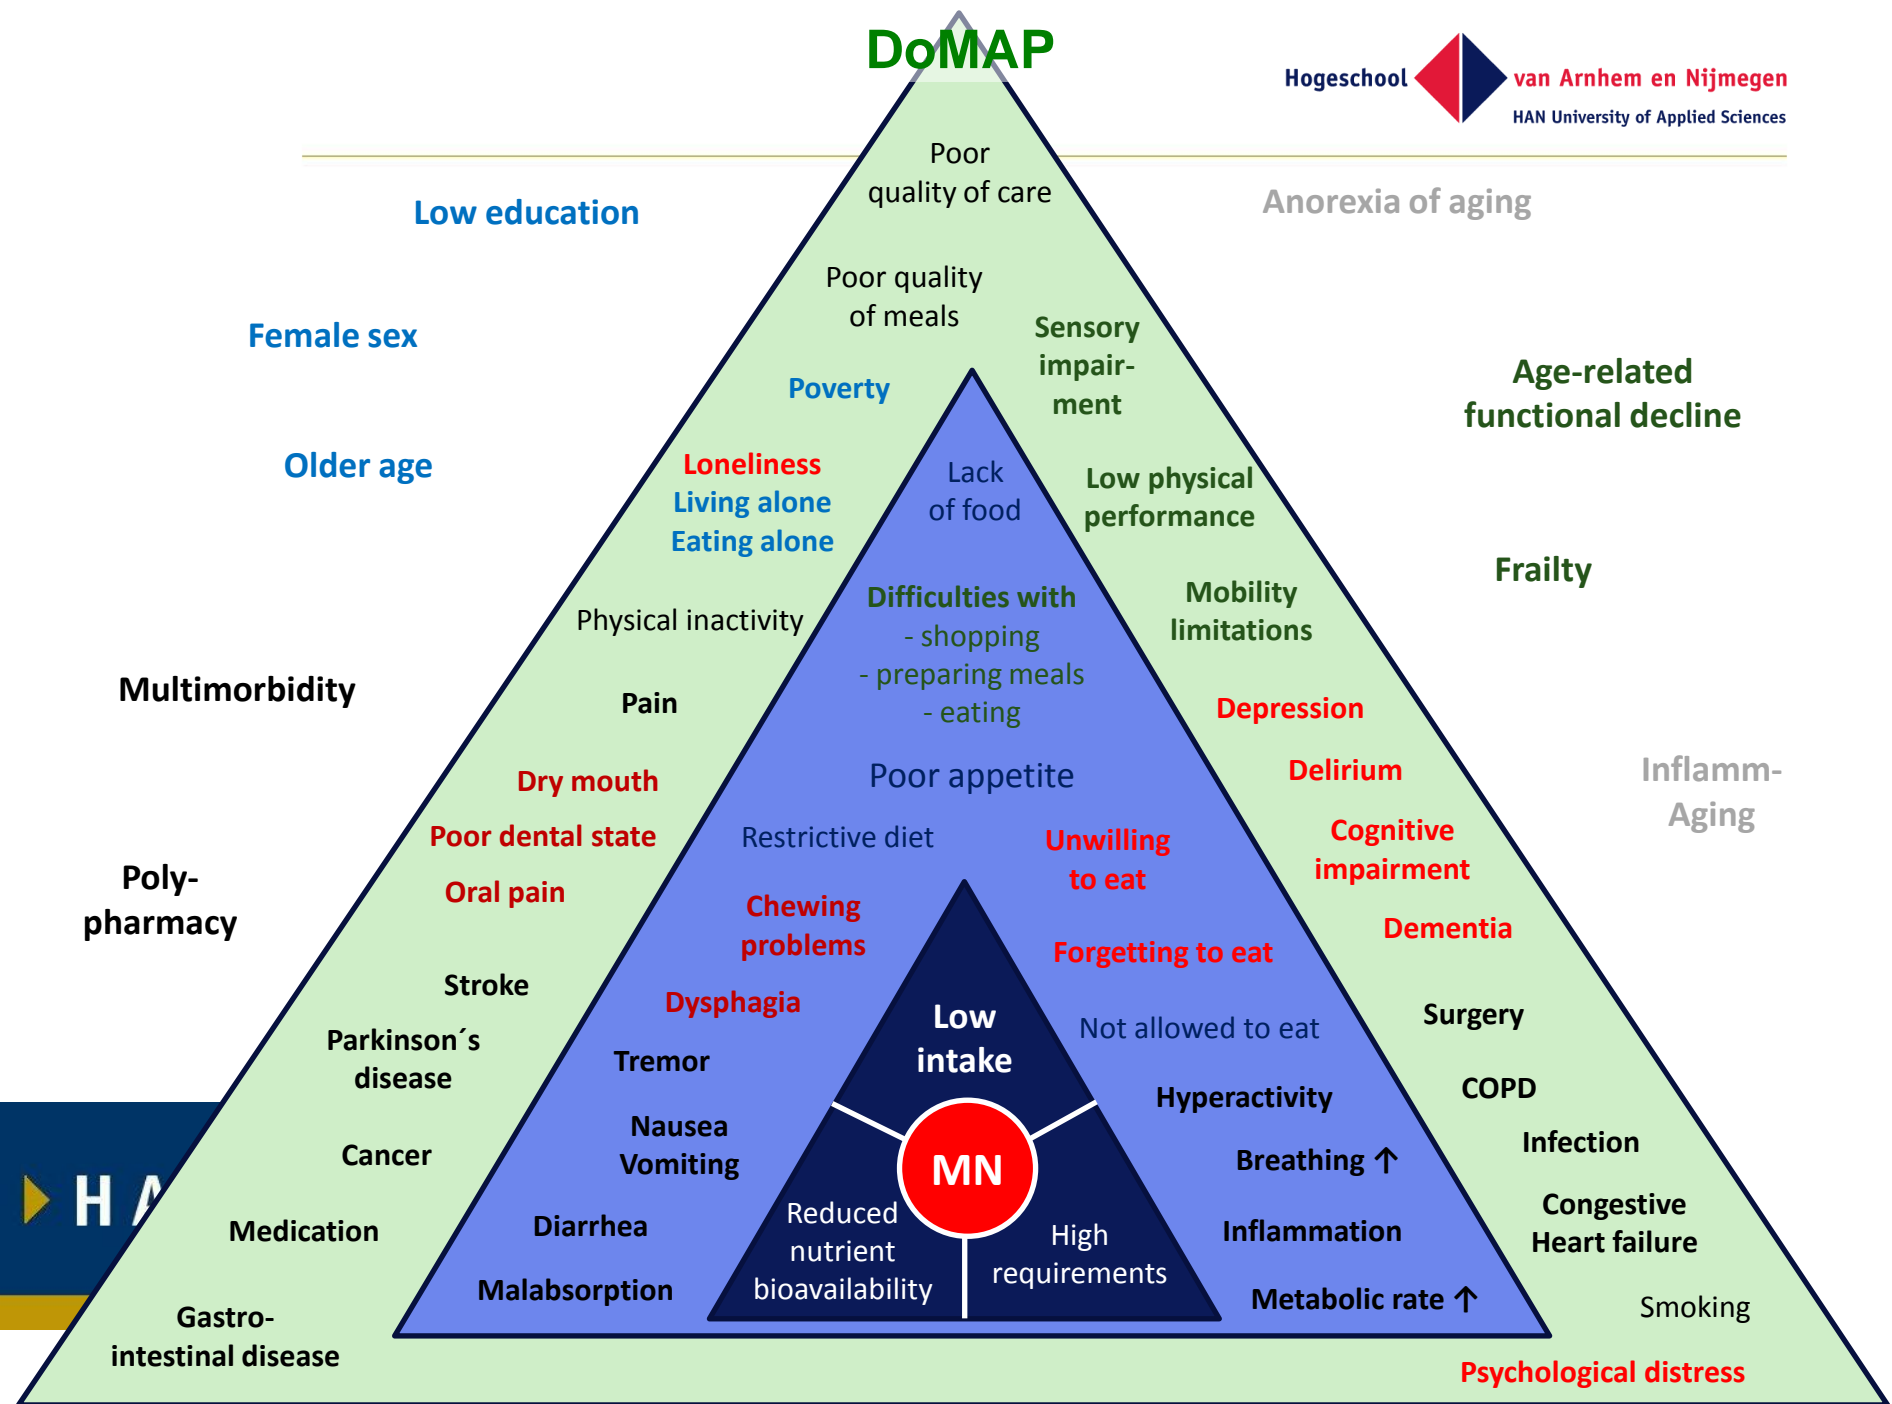 DoMAP
Hogeschool
van Arnhem en Nijmegen
HAN University of Applied Sciences
Poor
quality of care
Low education
Anorexia of aging
Poor quality
of meals
Female sex
Sensory
impair-
ment
Age-related
functional decline
Poverty
Older age
Loneliness
Living alone
Eating alone
Lack
of food
Low physical
performance
Frailty
Physical inactivity
Difficulties with
- shopping
- preparing meals
- eating
Mobility
limitations
Multimorbidity
Pain
Depression
Dry mouth
Poor appetite
Delirium
Inflamm-
Aging
Poor dental state
Restrictive diet
Unwilling
to eat
Cognitive
impairment
Poly-
pharmacy
Oral pain
Chewing
problems
Forgetting to eat
Dementia
Stroke
Dysphagia
Low
intake
Not allowed to eat
Surgery
Parkinson´s
disease
Tremor
Hyperactivity
COPD
Nausea
Vomiting
MN
Breathing ↑
Infection
Cancer
HA
Medication
Diarrhea
Reduced
nutrient
bioavailability
High
requirements
Inflammation
Congestive
Heart failure
Malabsorption
Metabolic rate ↑
Smoking
Gastro-
intestinal disease
Psychological distress